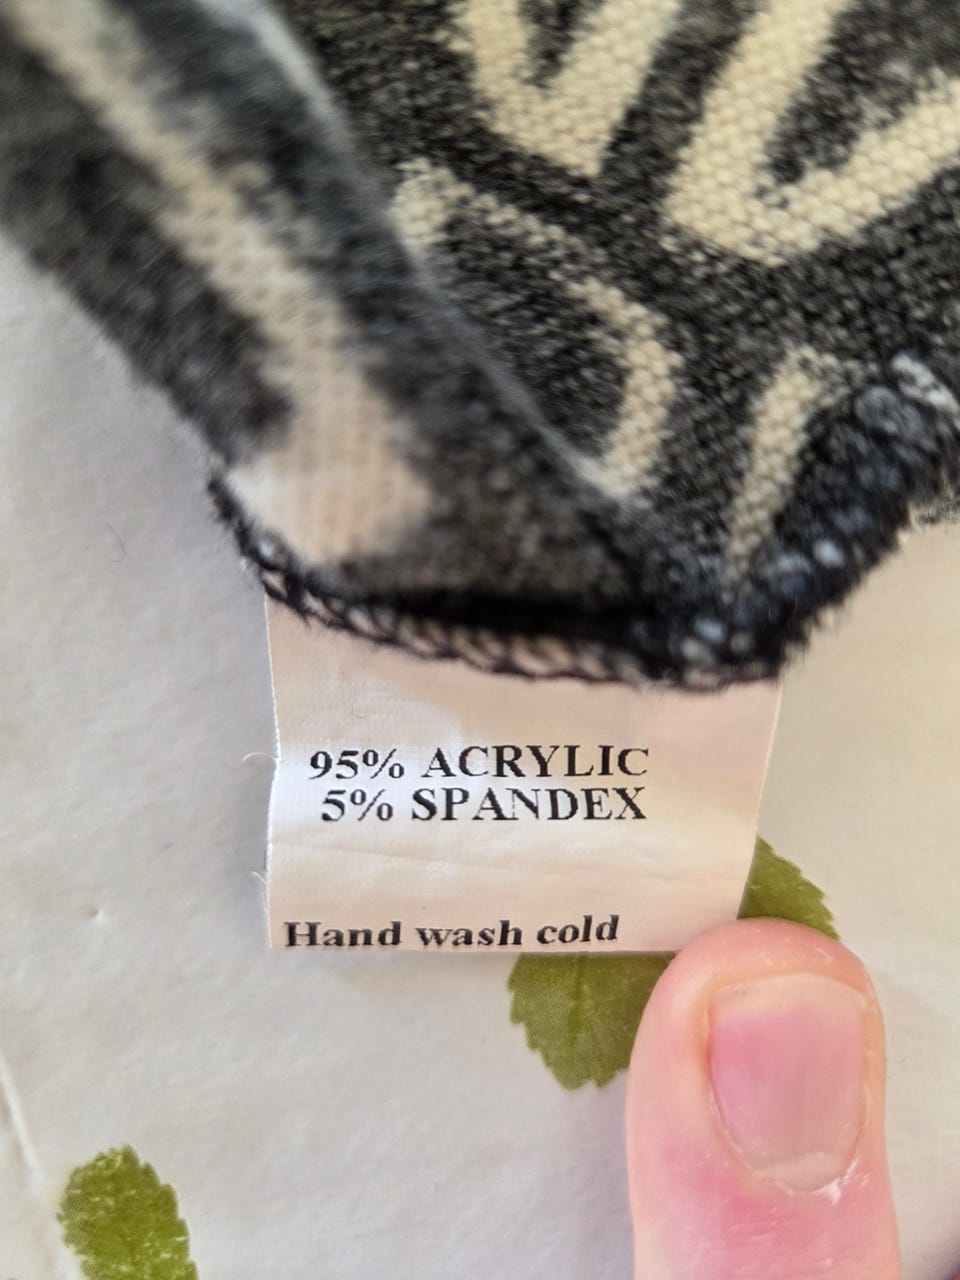 95% ACRYLIC
5% SPANDEX
Hand wash cold